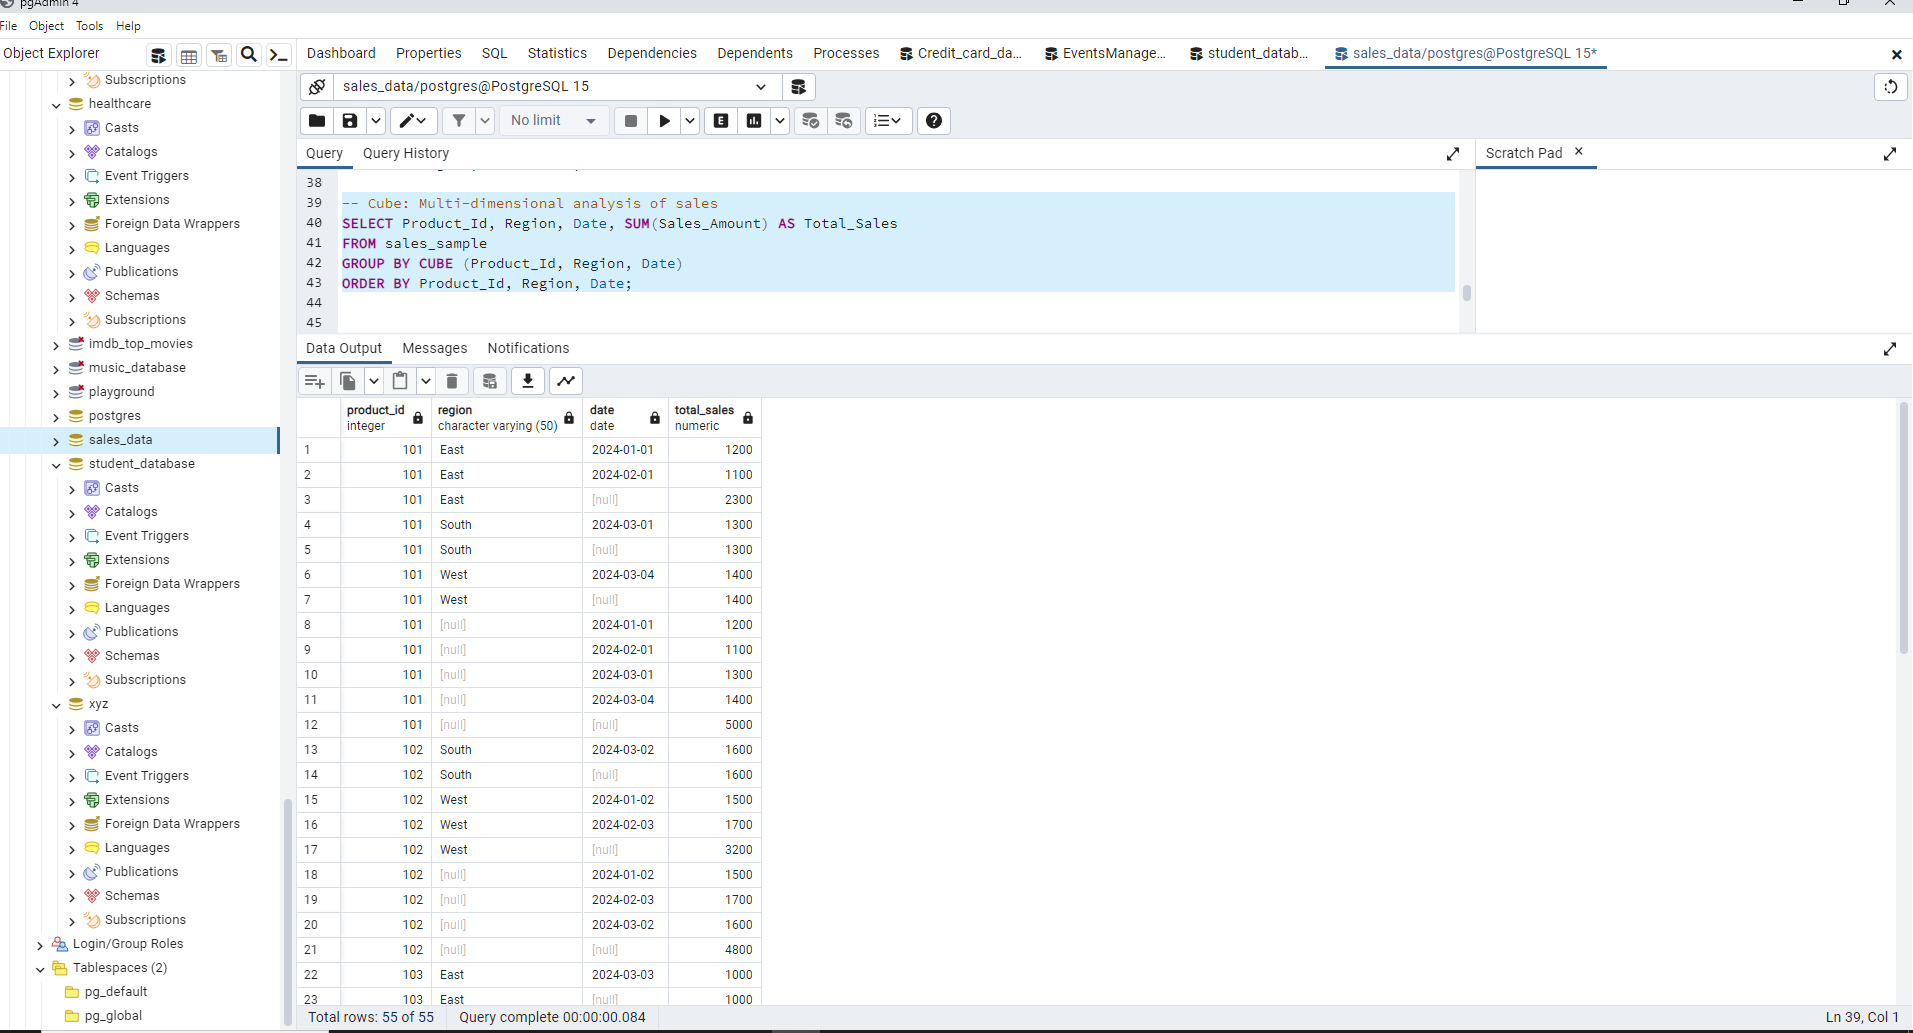 pgAdmin 4
File Object Tools Help
Object Explorer
Dashboard Properties SQL Statistics Dependencies Dependents Processes Credit_card_da... EventsManage... student_datab... sales_data/postgres@PostgreSQL 15*
sales_data/postgres@PostgreSQL 15
No limit
E
Query Query History
Scratch Pad
Subscriptions
healthcare
Casts
Catalogs
Event Triggers
Extensions
Foreign Data Wrappers
Languages
Publications
Schemas
Subscriptions
imdb_top_movies
music_database
playground
postgres
sales_data
student_database
Casts
Catalogs
Event Triggers
Extensions
Foreign Data Wrappers
Languages
Publications
Schemas
Subscriptions
xyz
Casts
Catalogs
Event Triggers
Extensions
Foreign Data Wrappers
Languages
Publications
Schemas
Subscriptions
Login/Group Roles
Tablespaces (2)
pg_default
pg_global
38
39 -- Cube: Multi-dimensional analysis of sales
40 SELECT Product_Id, Region, Date, SUM(Sales_Amount) AS Total_Sales
41 FROM sales_sample
42 GROUP BY CUBE (Product_Id, Region, Date)
43 ORDER BY Product_Id, Region, Date;
44
45
Data Output Messages Notifications
product_id region date total_sales
integer character varying (50) date numeric
1 101 East 2024-01-01 1200
2 101 East 2024-02-01 1100
3 101 East [null] 2300
4 101 South 2024-03-01 1300
5 101 South [null] 1300
6 101 West 2024-03-04 1400
7 101 West [null] 1400
8 101 [null] 2024-01-01 1200
9 101 [null] 2024-02-01 1100
10 101 [null] 2024-03-01 1300
11 101 [null] 2024-03-04 1400
12 101 [null] [null] 5000
13 102 South 2024-03-02 1600
14 102 South [null] 1600
15 102 West 2024-01-02 1500
16 102 West 2024-02-03 1700
17 102 West [null] 3200
18 102 [null] 2024-01-02 1500
19 102 [null] 2024-02-03 1700
20 102 [null] 2024-03-02 1600
21 102 [null] [null] 4800
22 103 East 2024-03-03 1000
23 103 East [null] 1000
Total rows: 55 of 55 Query complete 00:00:00.084 Ln 39, Col 1